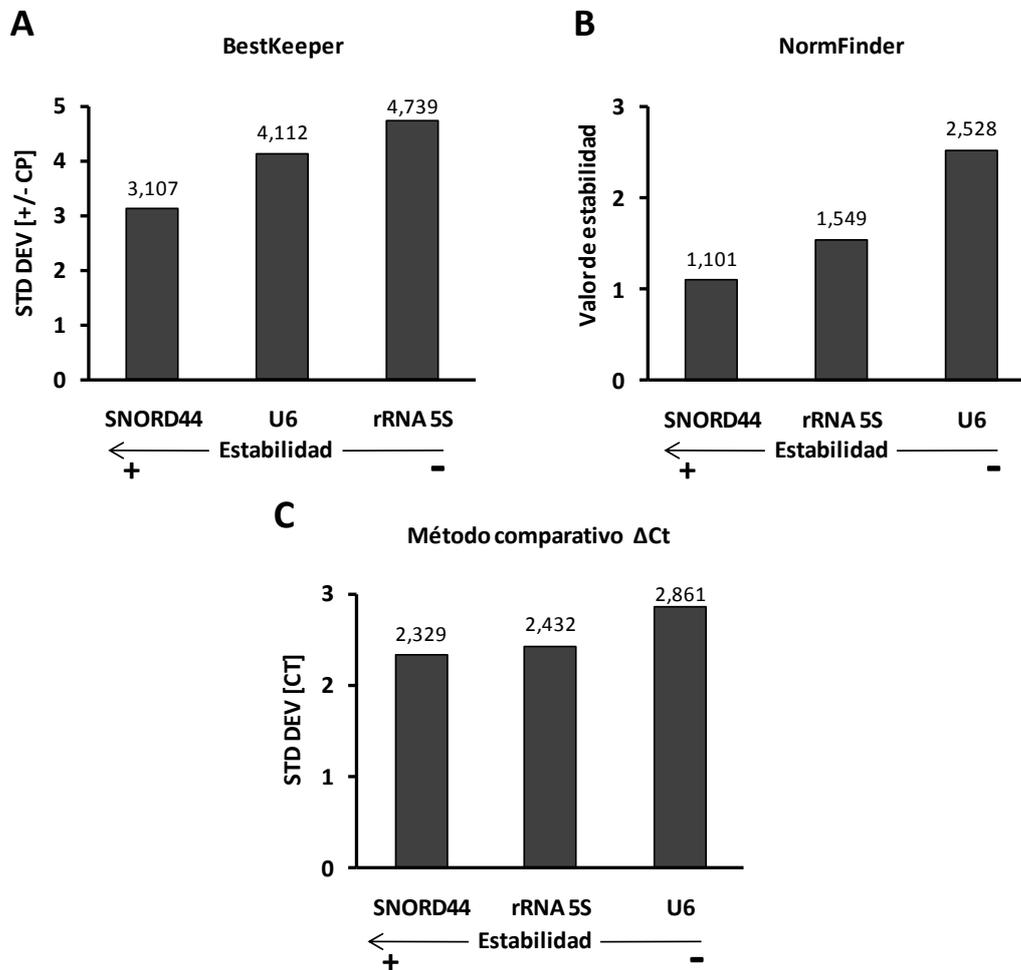 A
BestKeeper
STD DEV [+/- CP]
5
4
3
2
1
0
3,107
4,112
4,739
SNORD44 U6 rRNA 5S
Estabilidad
+ -
B
NormFinder
Valor de estabilidad
3
2
1
0
1,101
1,549
2,528
SNORD44 rRNA 5S U6
Estabilidad
+ -
C
Método comparativo ΔCt
STD DEV [CT]
3
2
1
0
2,329
2,432
2,861
SNORD44 rRNA 5S U6
Estabilidad
+ -